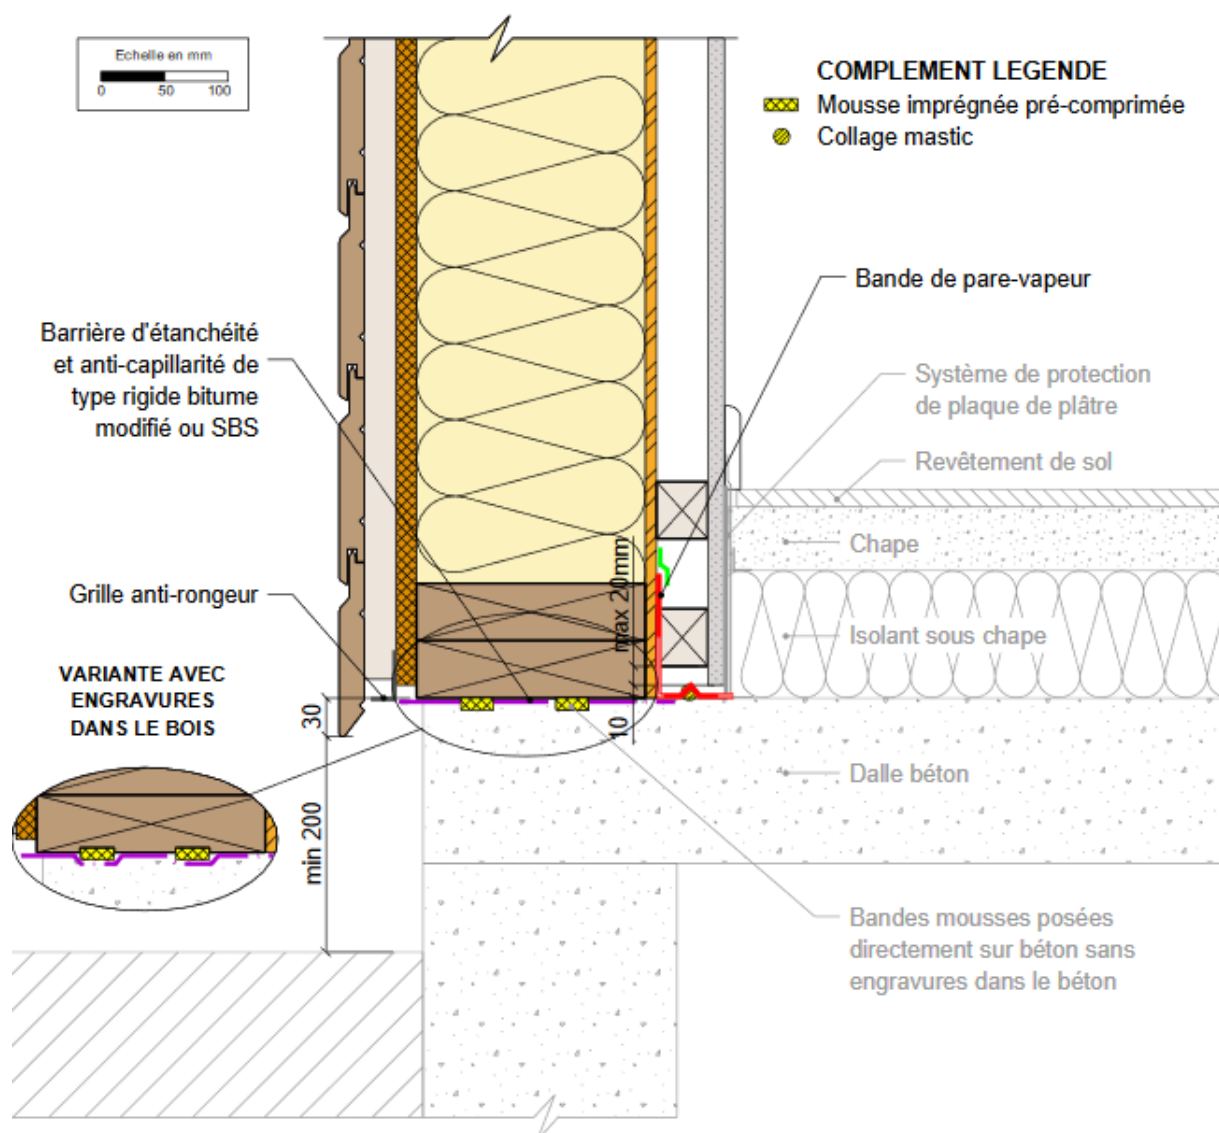 Echelle en mm
0 50 100
COMPLEMENT LEGENDE
Mousse imprégnée pré-comprimée
Collage mastic
Bande de pare-vapeur
Barrière d'étanchéité
et anti-capillarité de
type rigide bitume
modifié ou SBS
Système de protection
de plaque de plâtre
Revêtement de sol
Chape
Grille anti-rongeur
max 20mm
Isolant sous chape
VARIANTE AVEC
ENGRAVURES
DANS LE BOIS
30
10
Dalle béton
min 200
Bandes mousses posées
directement sur béton sans
engravures dans le béton